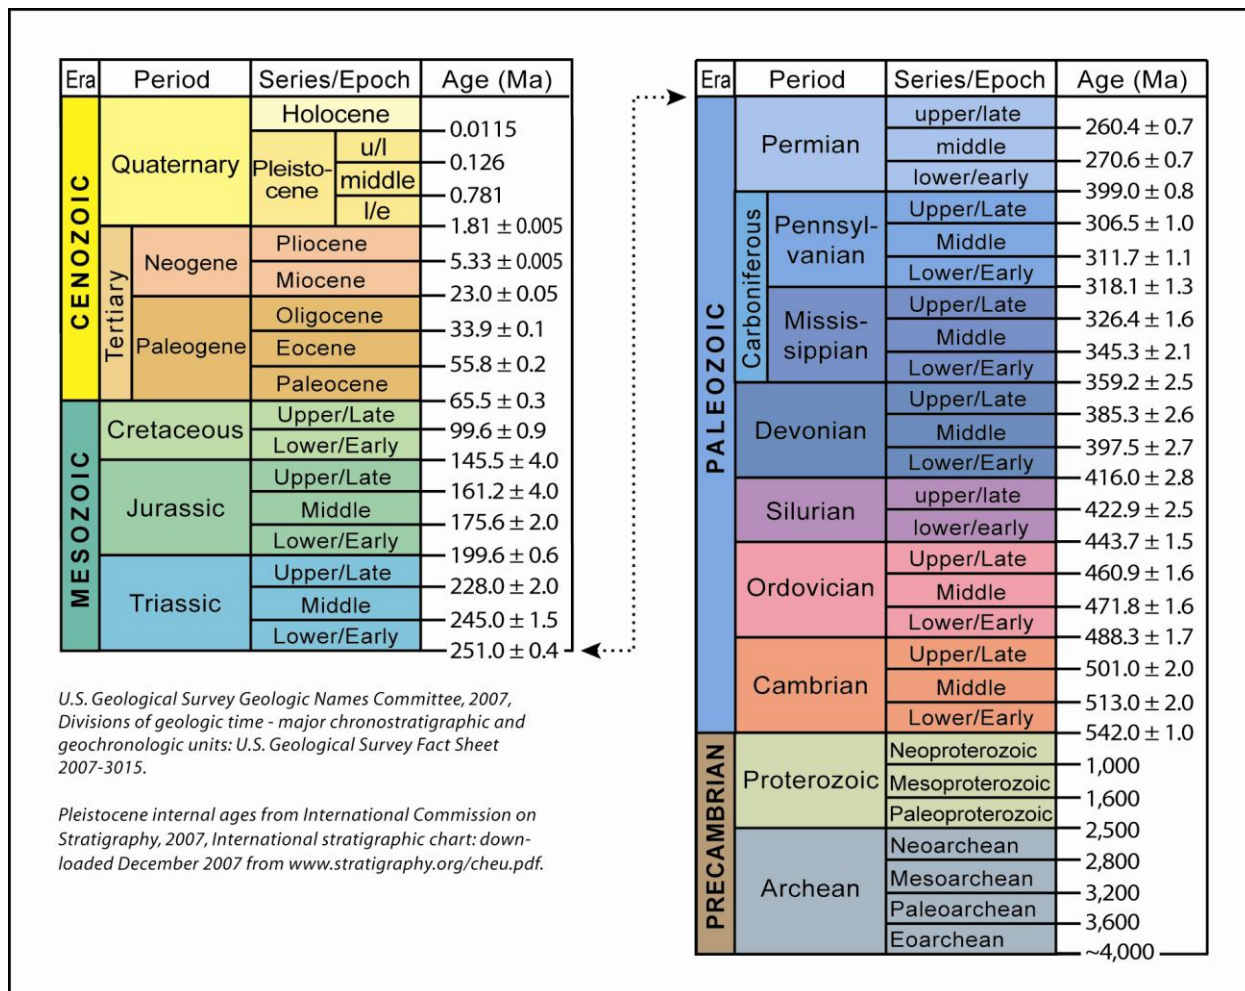 Era Period Series/Epoch Age (Ma)
CENOZOIC
Quaternary
Holocene
0.0115
Pleisto-
cene
u/l
0.126
middle
0.781
l/e
1.81 ± 0.005
Tertiary
Neogene
Pliocene
5.33 ± 0.005
Miocene
23.0 ± 0.05
Paleogene
Oligocene
33.9 ± 0.1
Eocene
55.8 ± 0.2
Paleocene
65.5 ± 0.3
MESOZOIC
Cretaceous
Upper/Late
99.6 ± 0.9
Lower/Early
145.5 ± 4.0
Jurassic
Upper/Late
161.2 ± 4.0
Middle
175.6 ± 2.0
Lower/Early
199.6 ± 0.6
Triassic
Upper/Late
228.0 ± 2.0
Middle
245.0 ± 1.5
Lower/Early
251.0 ± 0.4
U.S. Geological Survey Geologic Names Committee, 2007,
Divisions of geologic time - major chronostratigraphic and
geochronologic units: U.S. Geological Survey Fact Sheet
2007-3015.
Pleistocene internal ages from International Commission on
Stratigraphy, 2007, International stratigraphic chart: down-
loaded December 2007 from www.stratigraphy.org/cheu.pdf.
Era Period Series/Epoch Age (Ma)
PALEOZOIC
Permian
upper/late
260.4 ± 0.7
middle
270.6 ± 0.7
lower/early
399.0 ± 0.8
Carboniferous
Pennsyl-
vanian
Upper/Late
306.5 ± 1.0
Middle
311.7 ± 1.1
Lower/Early
318.1 ± 1.3
Missis-
sippian
Upper/Late
326.4 ± 1.6
Middle
345.3 ± 2.1
Lower/Early
359.2 ± 2.5
Devonian
Upper/Late
385.3 ± 2.6
Middle
397.5 ± 2.7
Lower/Early
416.0 ± 2.8
Silurian
upper/late
422.9 ± 2.5
lower/early
443.7 ± 1.5
Ordovician
Upper/Late
460.9 ± 1.6
Middle
471.8 ± 1.6
Lower/Early
488.3 ± 1.7
Cambrian
Upper/Late
501.0 ± 2.0
Middle
513.0 ± 2.0
Lower/Early
542.0 ± 1.0
PRECAMBRIAN
Proterozoic
Neoproterozoic
1,000
Mesoproterozoic
1,600
Paleoproterozoic
2,500
Archean
Neoarchean
2,800
Mesoarchean
3,200
Paleoarchean
3,600
Eoarchean
~4,000